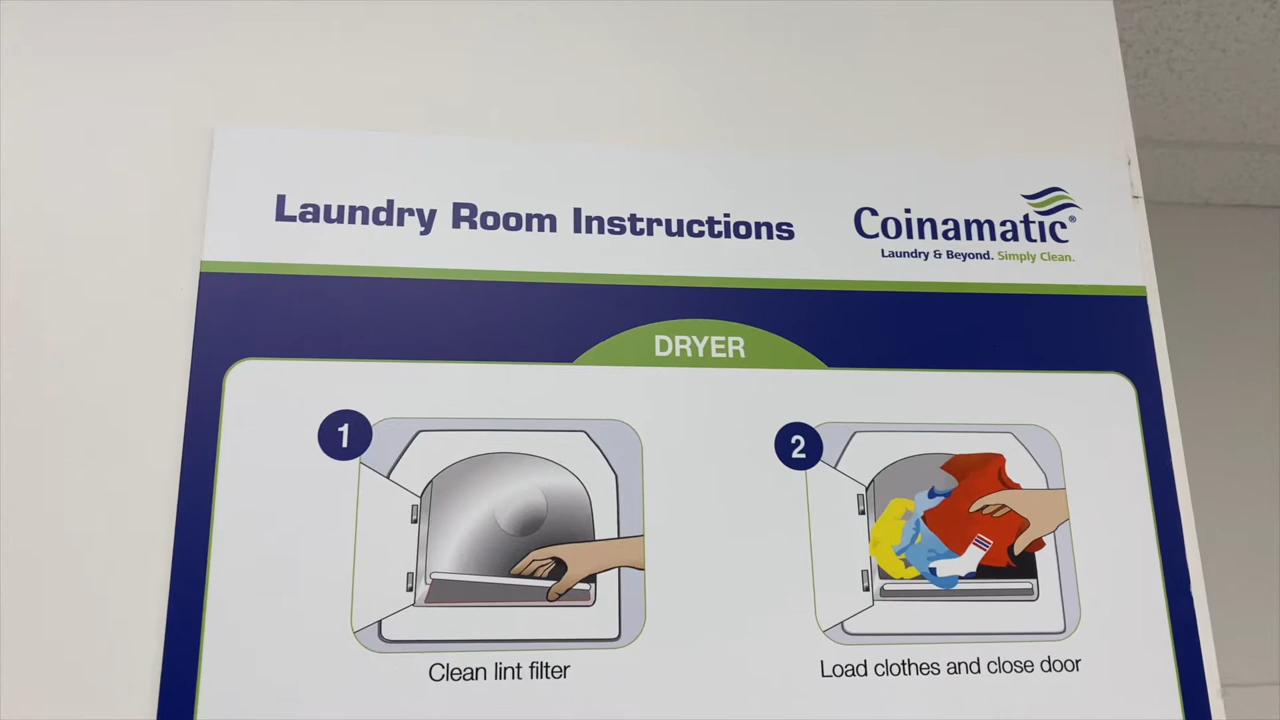 Laundry Room Instructions
Coinamatic®
Laundry & Beyond. Simply Clean.
DRYER
1
2
Clean lint filter
Load clothes and close door